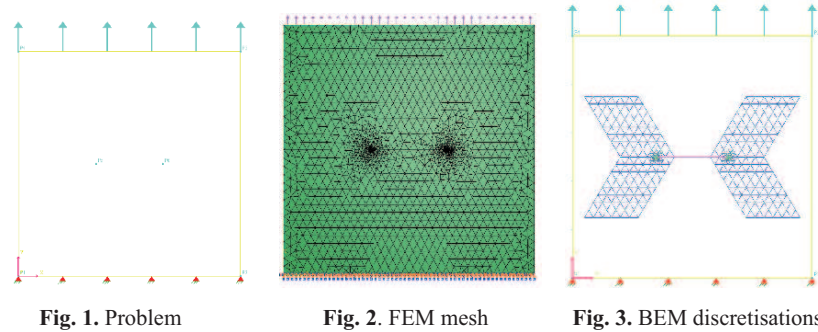 Fig. 1. Problem
Fig. 2. FEM mesh
Fig. 3. BEM discretisations